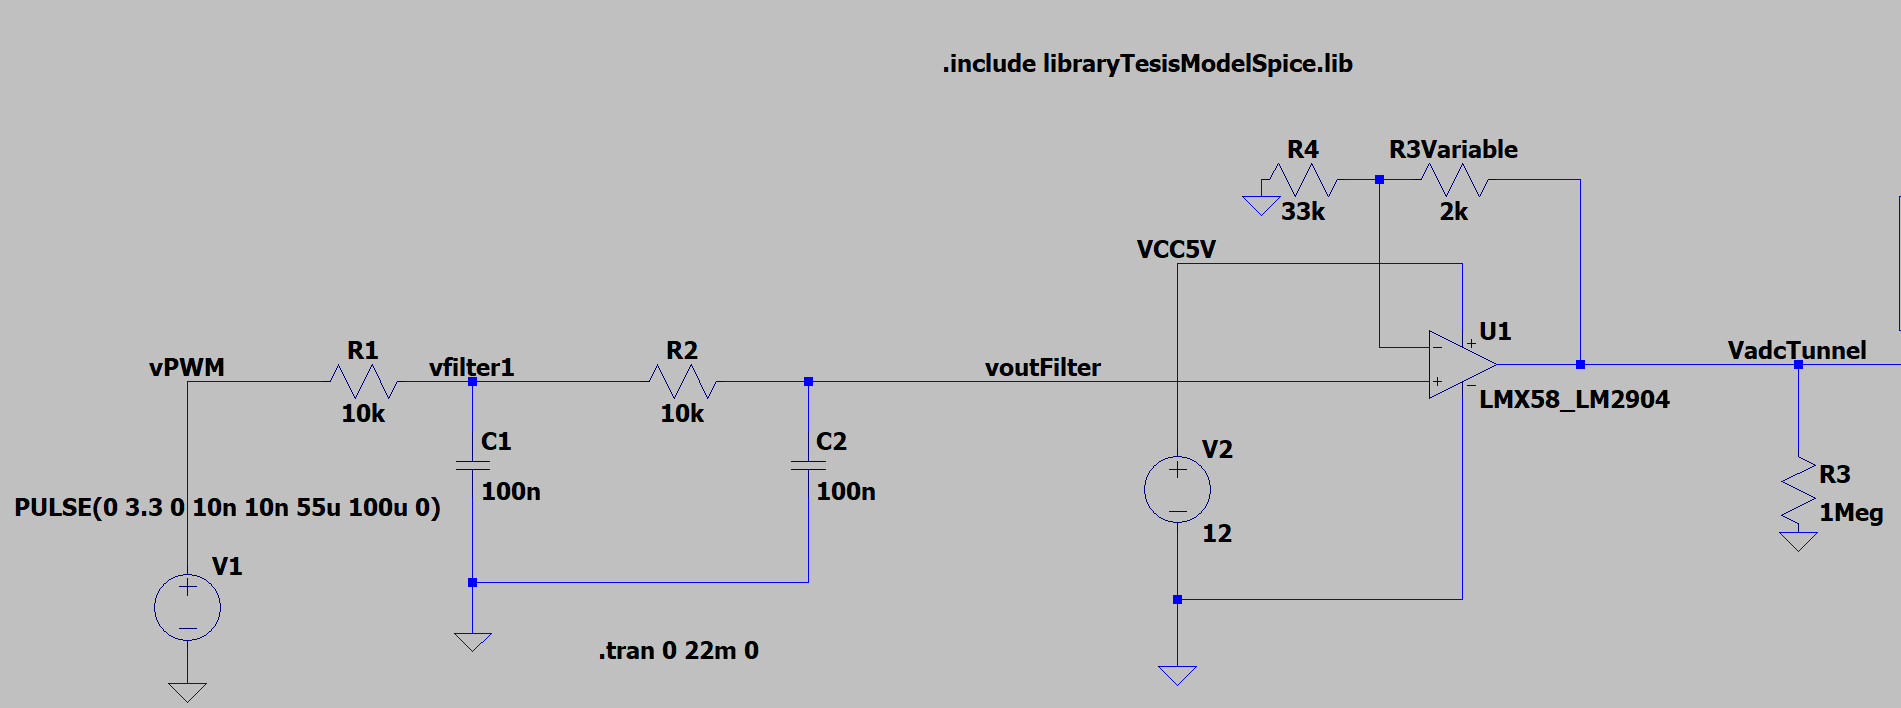 .include libraryTesisModelSpice.lib
R4
R3Variable
33k
2k
VCC5V
U1
R1
R2
VadcTunnel
vPWM
vfilter1
voutFilter
LMX58_LM2904
10k
10k
C1
C2
V2
R3
100n
100n
PULSE(0 3.3 0 10n 10n 55u 100u 0)
1Meg
12
V1
.tran 0 22m 0